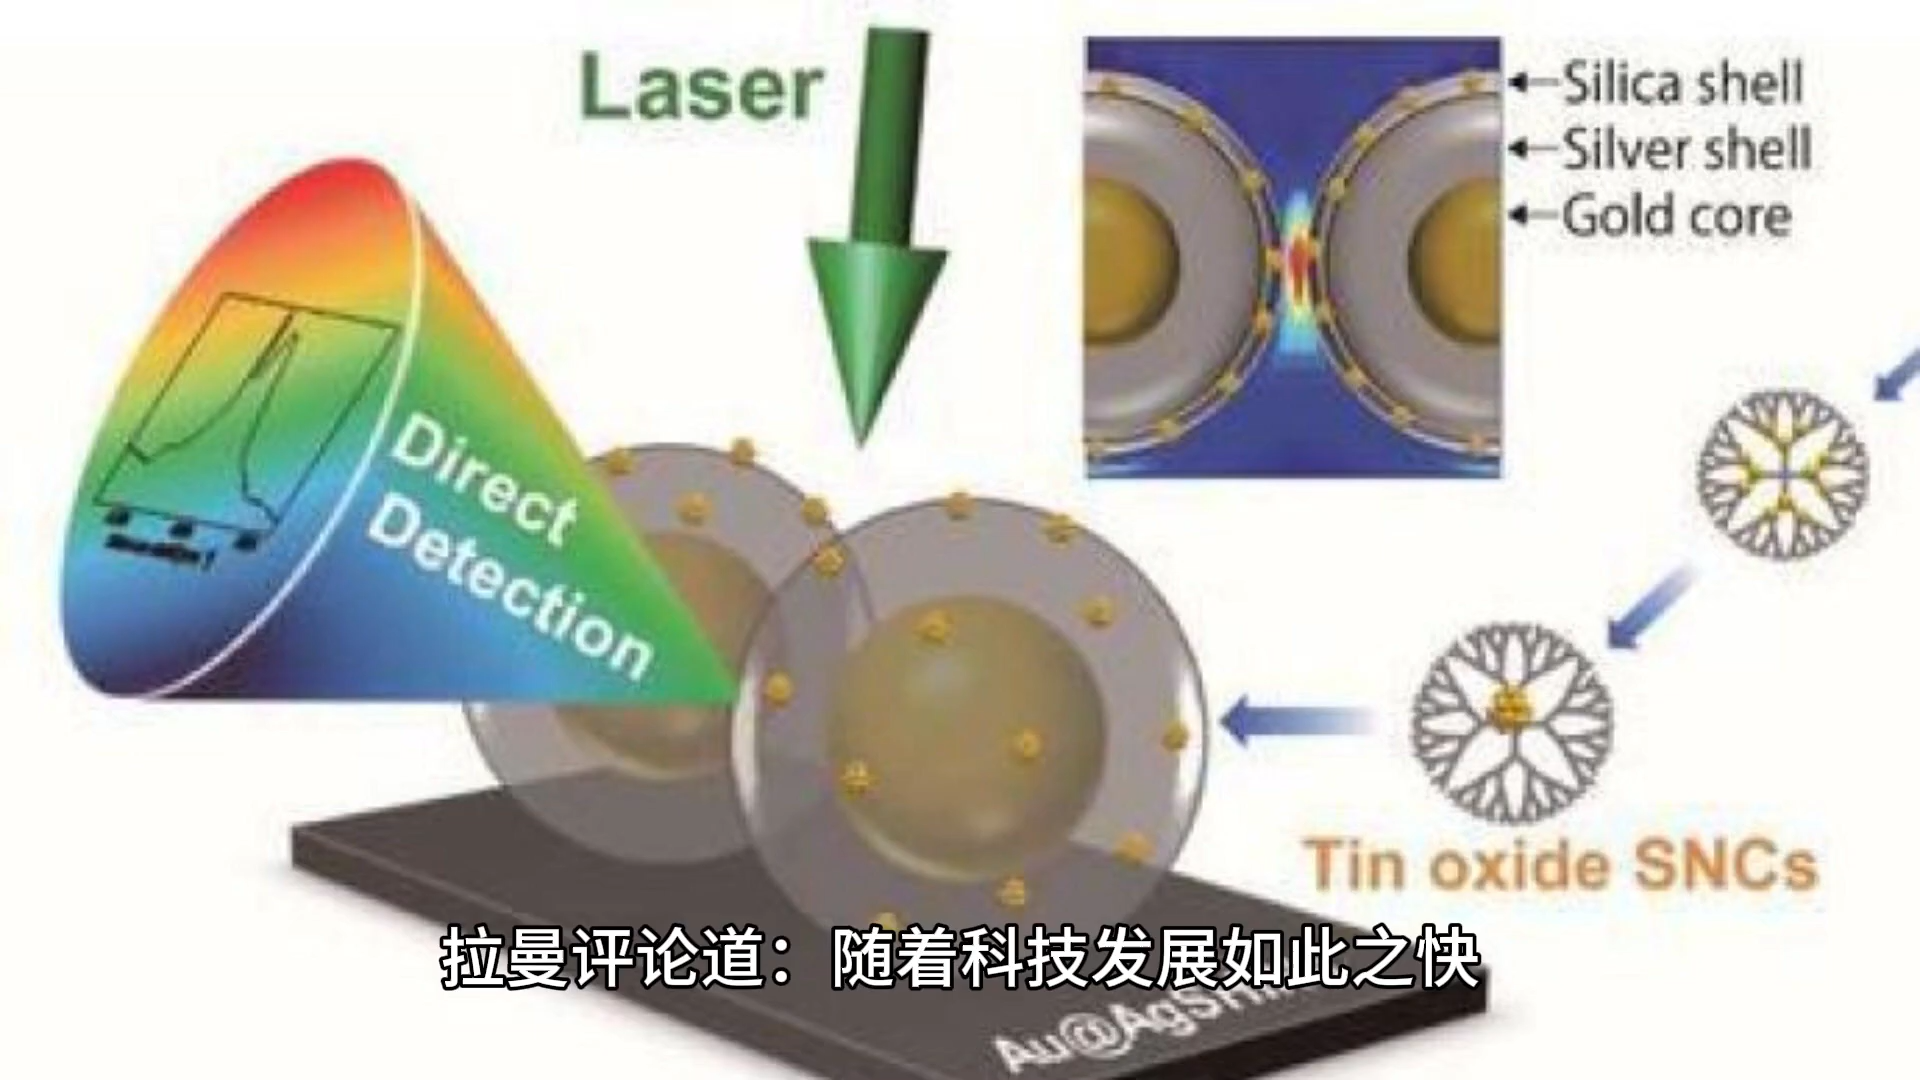 Laser
Silica shell
Silver shell
Gold core
Direct
Detection
Tin oxide SNCs
拉曼评论道：随着科技发展如此之快